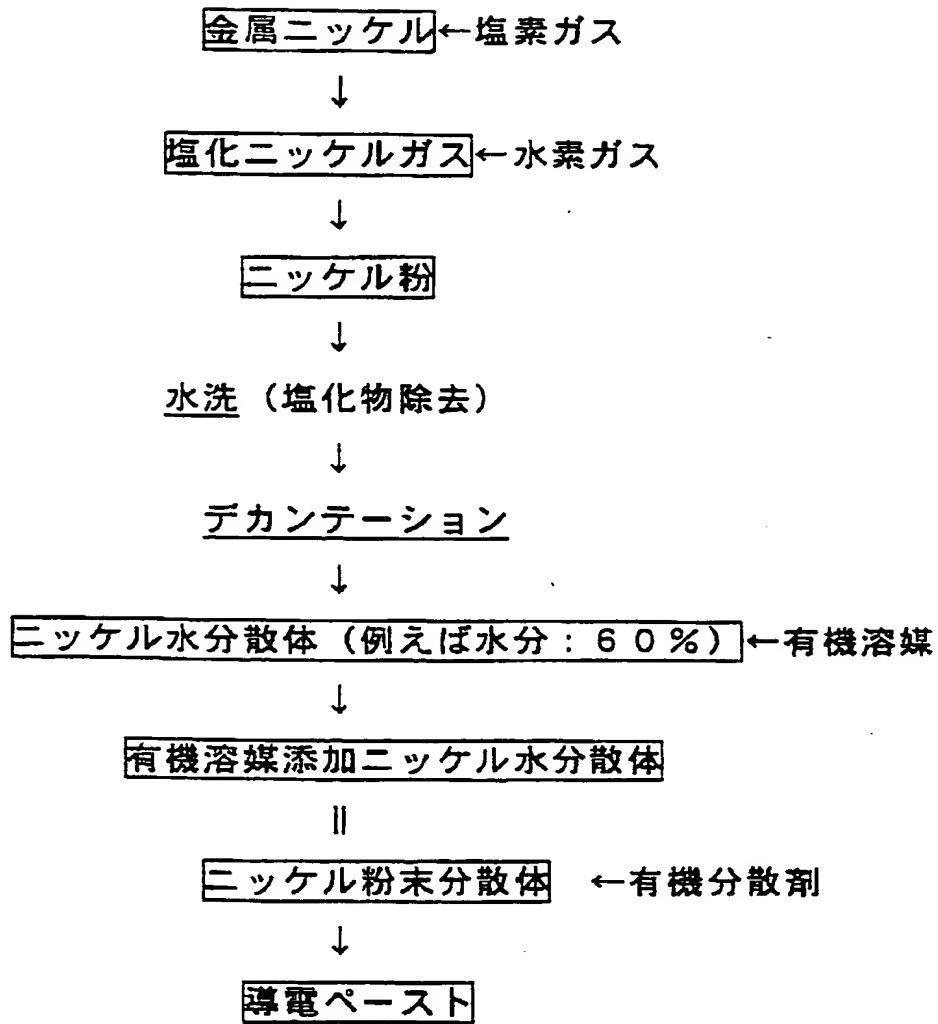 金属ニッケル←塩素ガス
↓
塩化ニッケルガス←水素ガス
↓
ニッケル粉
↓
水洗（塩化物除去）
↓
デカンテーション
↓
ニッケル水分散体（例えば水分：６０％）←有機溶媒
↓
有機溶媒添加ニッケル水分散体
||
ニッケル粉末分散体 ←有機分散剤
↓
導電ペースト